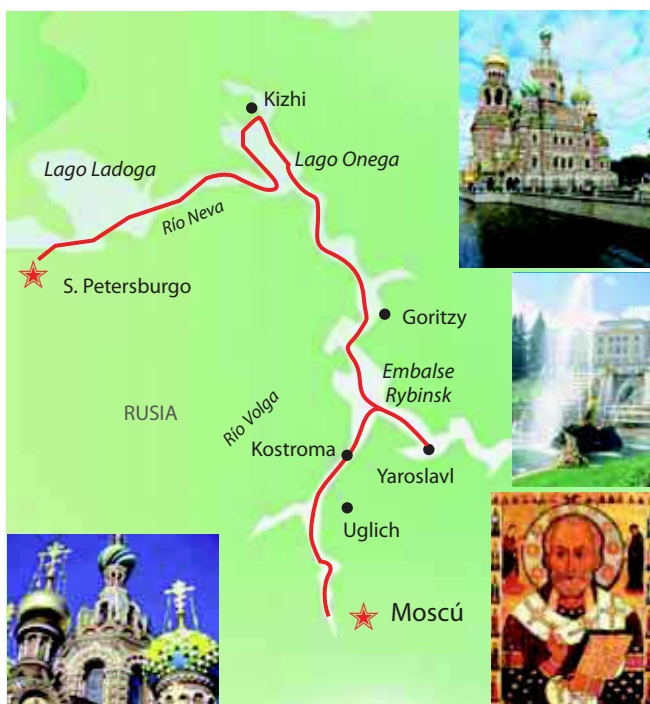 Kizhi
Lago Ladoga
Lago Onega
Río Neva
S. Petersburgo
Goritzy
Embalse
Rybinsk
RUSIA
Río Volga
Kostroma
Yaroslavl
Uglich
Moscú